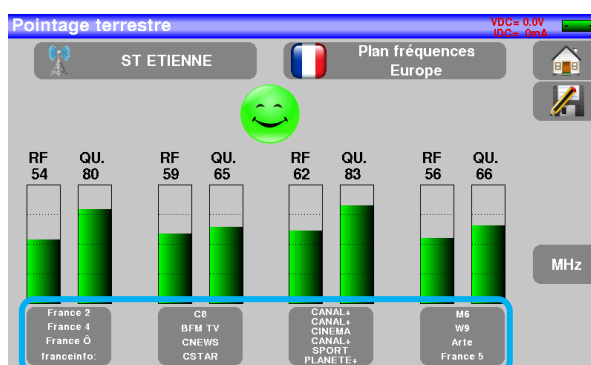 Pointage terrestre
VDC= 0.0V
IDC= 0mA
ST ETIENNE
Plan fréquences
Europe
RF QU. RF QU. RF QU. RF QU.
54 80 59 65 62 83 56 66
MHz
France 2
France 4
France Ô
franceinfo:
C8
BFM TV
CNEWS
CSTAR
CANAL+
CANAL+
CINEMA
CANAL+
SPORT
PLANETE+
M6
W9
Arte
France 5